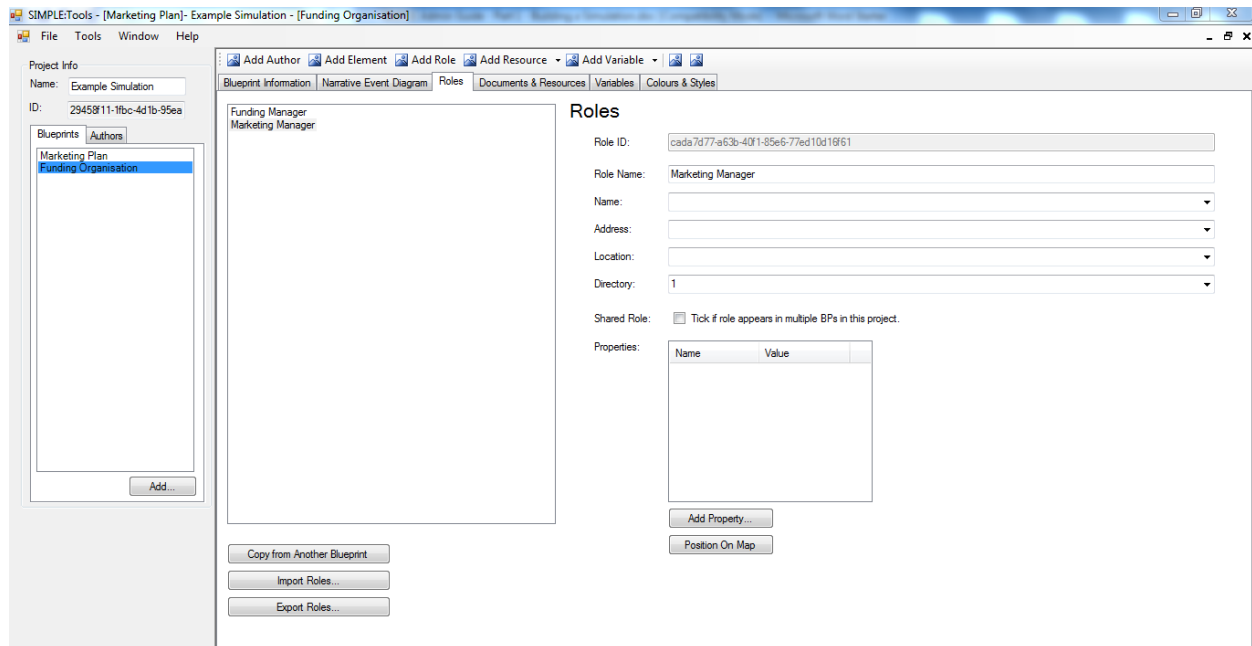 SIMPLE:Tools - [Marketing Plan]- Example Simulation - [Funding Organisation]
File Tools Window Help
Project Info
Name: Example Simulation
ID: 29458f11-1fbc-4d1b-95ea
Blueprints Authors
Marketing Plan
Funding Organisation
Add...
Add Author Add Element Add Role Add Resource Add Variable
Blueprint Information Narrative Event Diagram Roles Documents & Resources Variables Colours & Styles
Funding Manager
Marketing Manager
Copy from Another Blueprint
Import Roles...
Export Roles...
Roles
Role ID: cada7d77-a63b-40f1-85e6-77ed10d16f61
Role Name: Marketing Manager
Name:
Address:
Location:
Directory: 1
Shared Role: Tick if role appears in multiple BPs in this project.
Properties:
Name Value
Add Property...
Position On Map